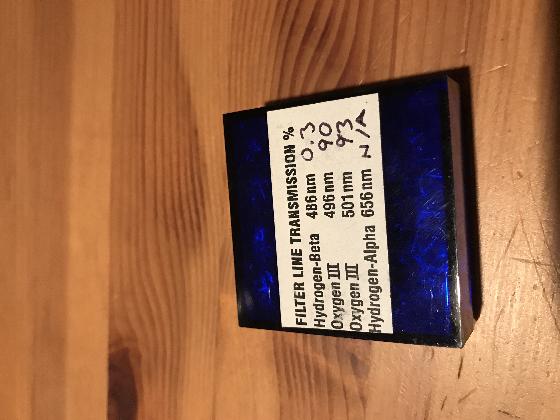 FILTER LINE TRANSMISSION %
Hydrogen-Beta 486nm 0.3
Oxygen III 496nm 90
Oxygen III 501nm 93
Hydrogen-Alpha 656nm N/A